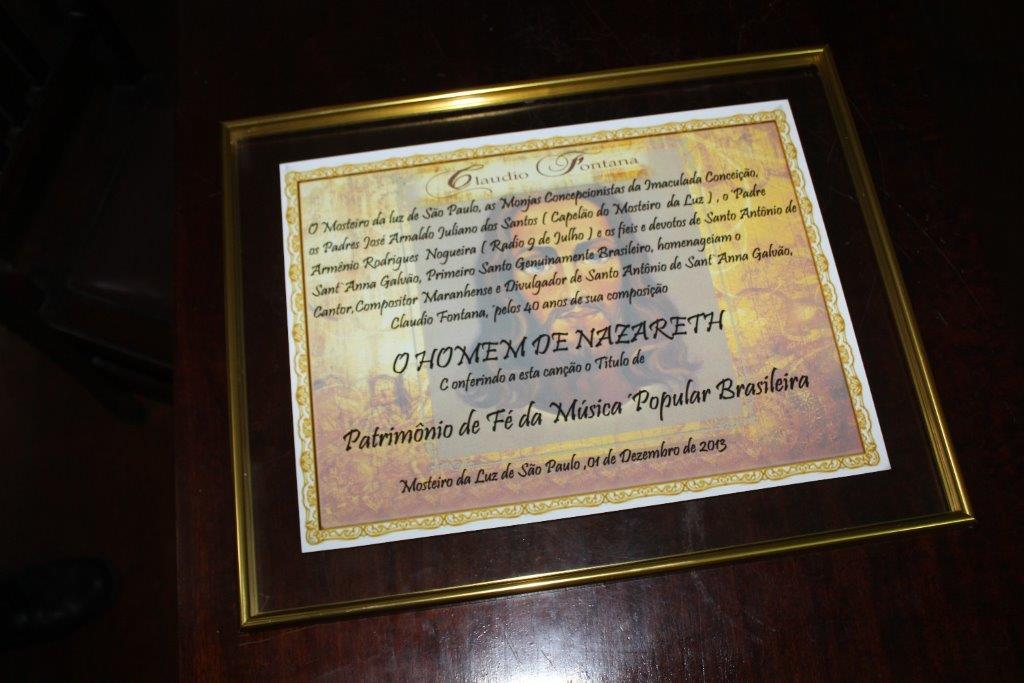 Claudio Fontana
O Mosteiro da luz de São Paulo, as Monjas Concepcionistas da Imaculada Conceição,
os Padres José Arnaldo Juliano dos Santos ( Capelão do Mosteiro da Luz ) , o Padre
Armênio Rodrigues Nogueira ( Radio 9 de Julho ) e os fieis e devotos de Santo Antônio de
Sant´Anna Galvão, Primeiro Santo Genuinamente Brasileiro, homenageiam o
Cantor,Compositor Maranhense e Divulgador de Santo Antônio de Sant´Anna Galvão,
Claudio Fontana, pelos 40 anos de sua composição
O HOMEM DE NAZARETH
Conferindo a esta canção o Titulo de
Patrimônio de Fé da Música Popular Brasileira
Mosteiro da Luz de São Paulo ,01 de Dezembro de 2013